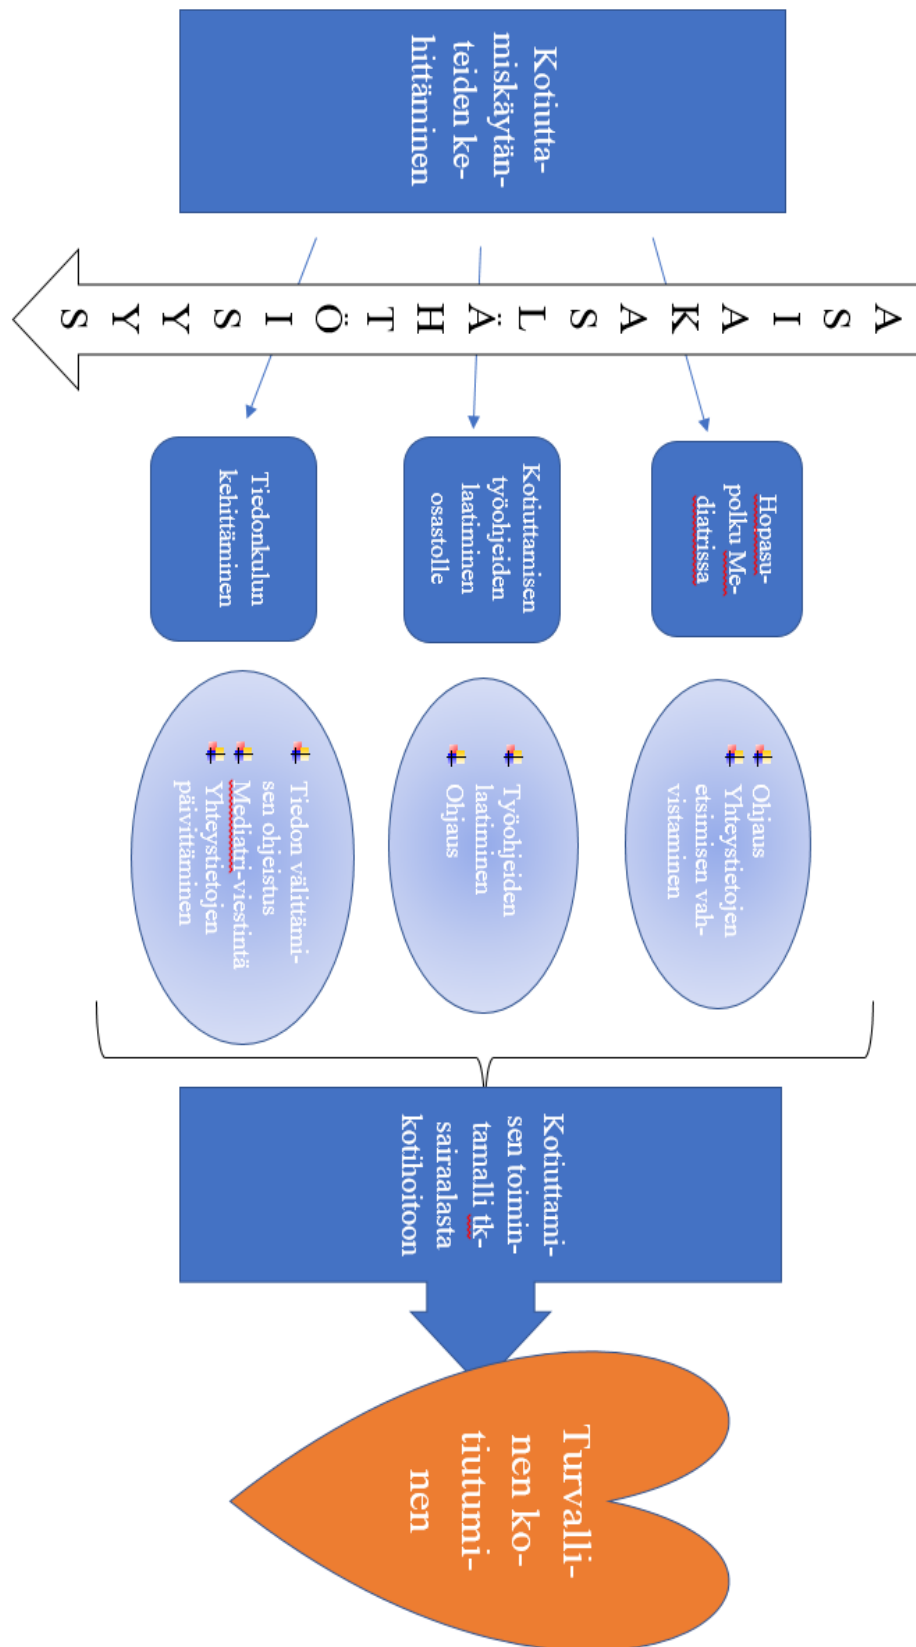 Kotiutta-
miskäytän-
teiden ke-
hittäminen
ASIAKASLÄHTÖISYYS
Hopasu-
polku Me-
diatrissa
Kotiuttamisen
työohjeiden
laatiminen
osastolle
Tiedonkulun
kehittäminen
Ohjaus
Yhteystietojen
etsimisen vah-
vistaminen
Työohjeiden
laatiminen
Ohjaus
Tiedon välittämi-
sen ohjeistus
Mediatri-viestintä
Yhteystietojen
päivittäminen
Kotiuttami-
sen toimin-
tamalli tk-
sairaalasta
kotihoitoon
Turvalli-
nen ko-
tiutumi-
nen